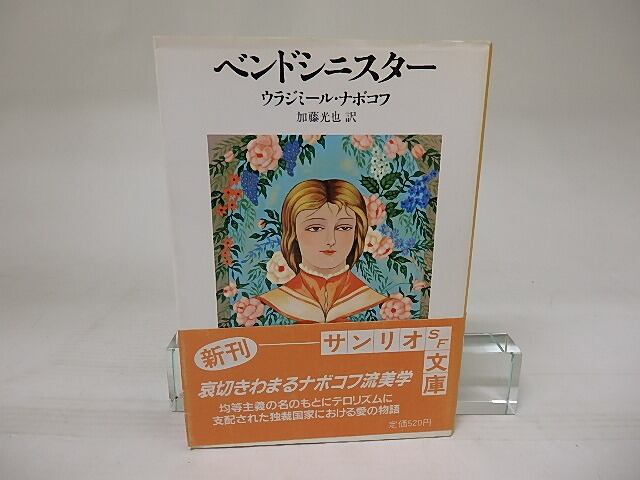 ベンドシニスター
ウラジミール・ナボコフ
加藤光也 訳
新刊
サンリオSF文庫
哀切きわまるナボコフ流美学
均等主義の名のもとにテロリズムに
支配された独裁国家における愛の物語
定価520円